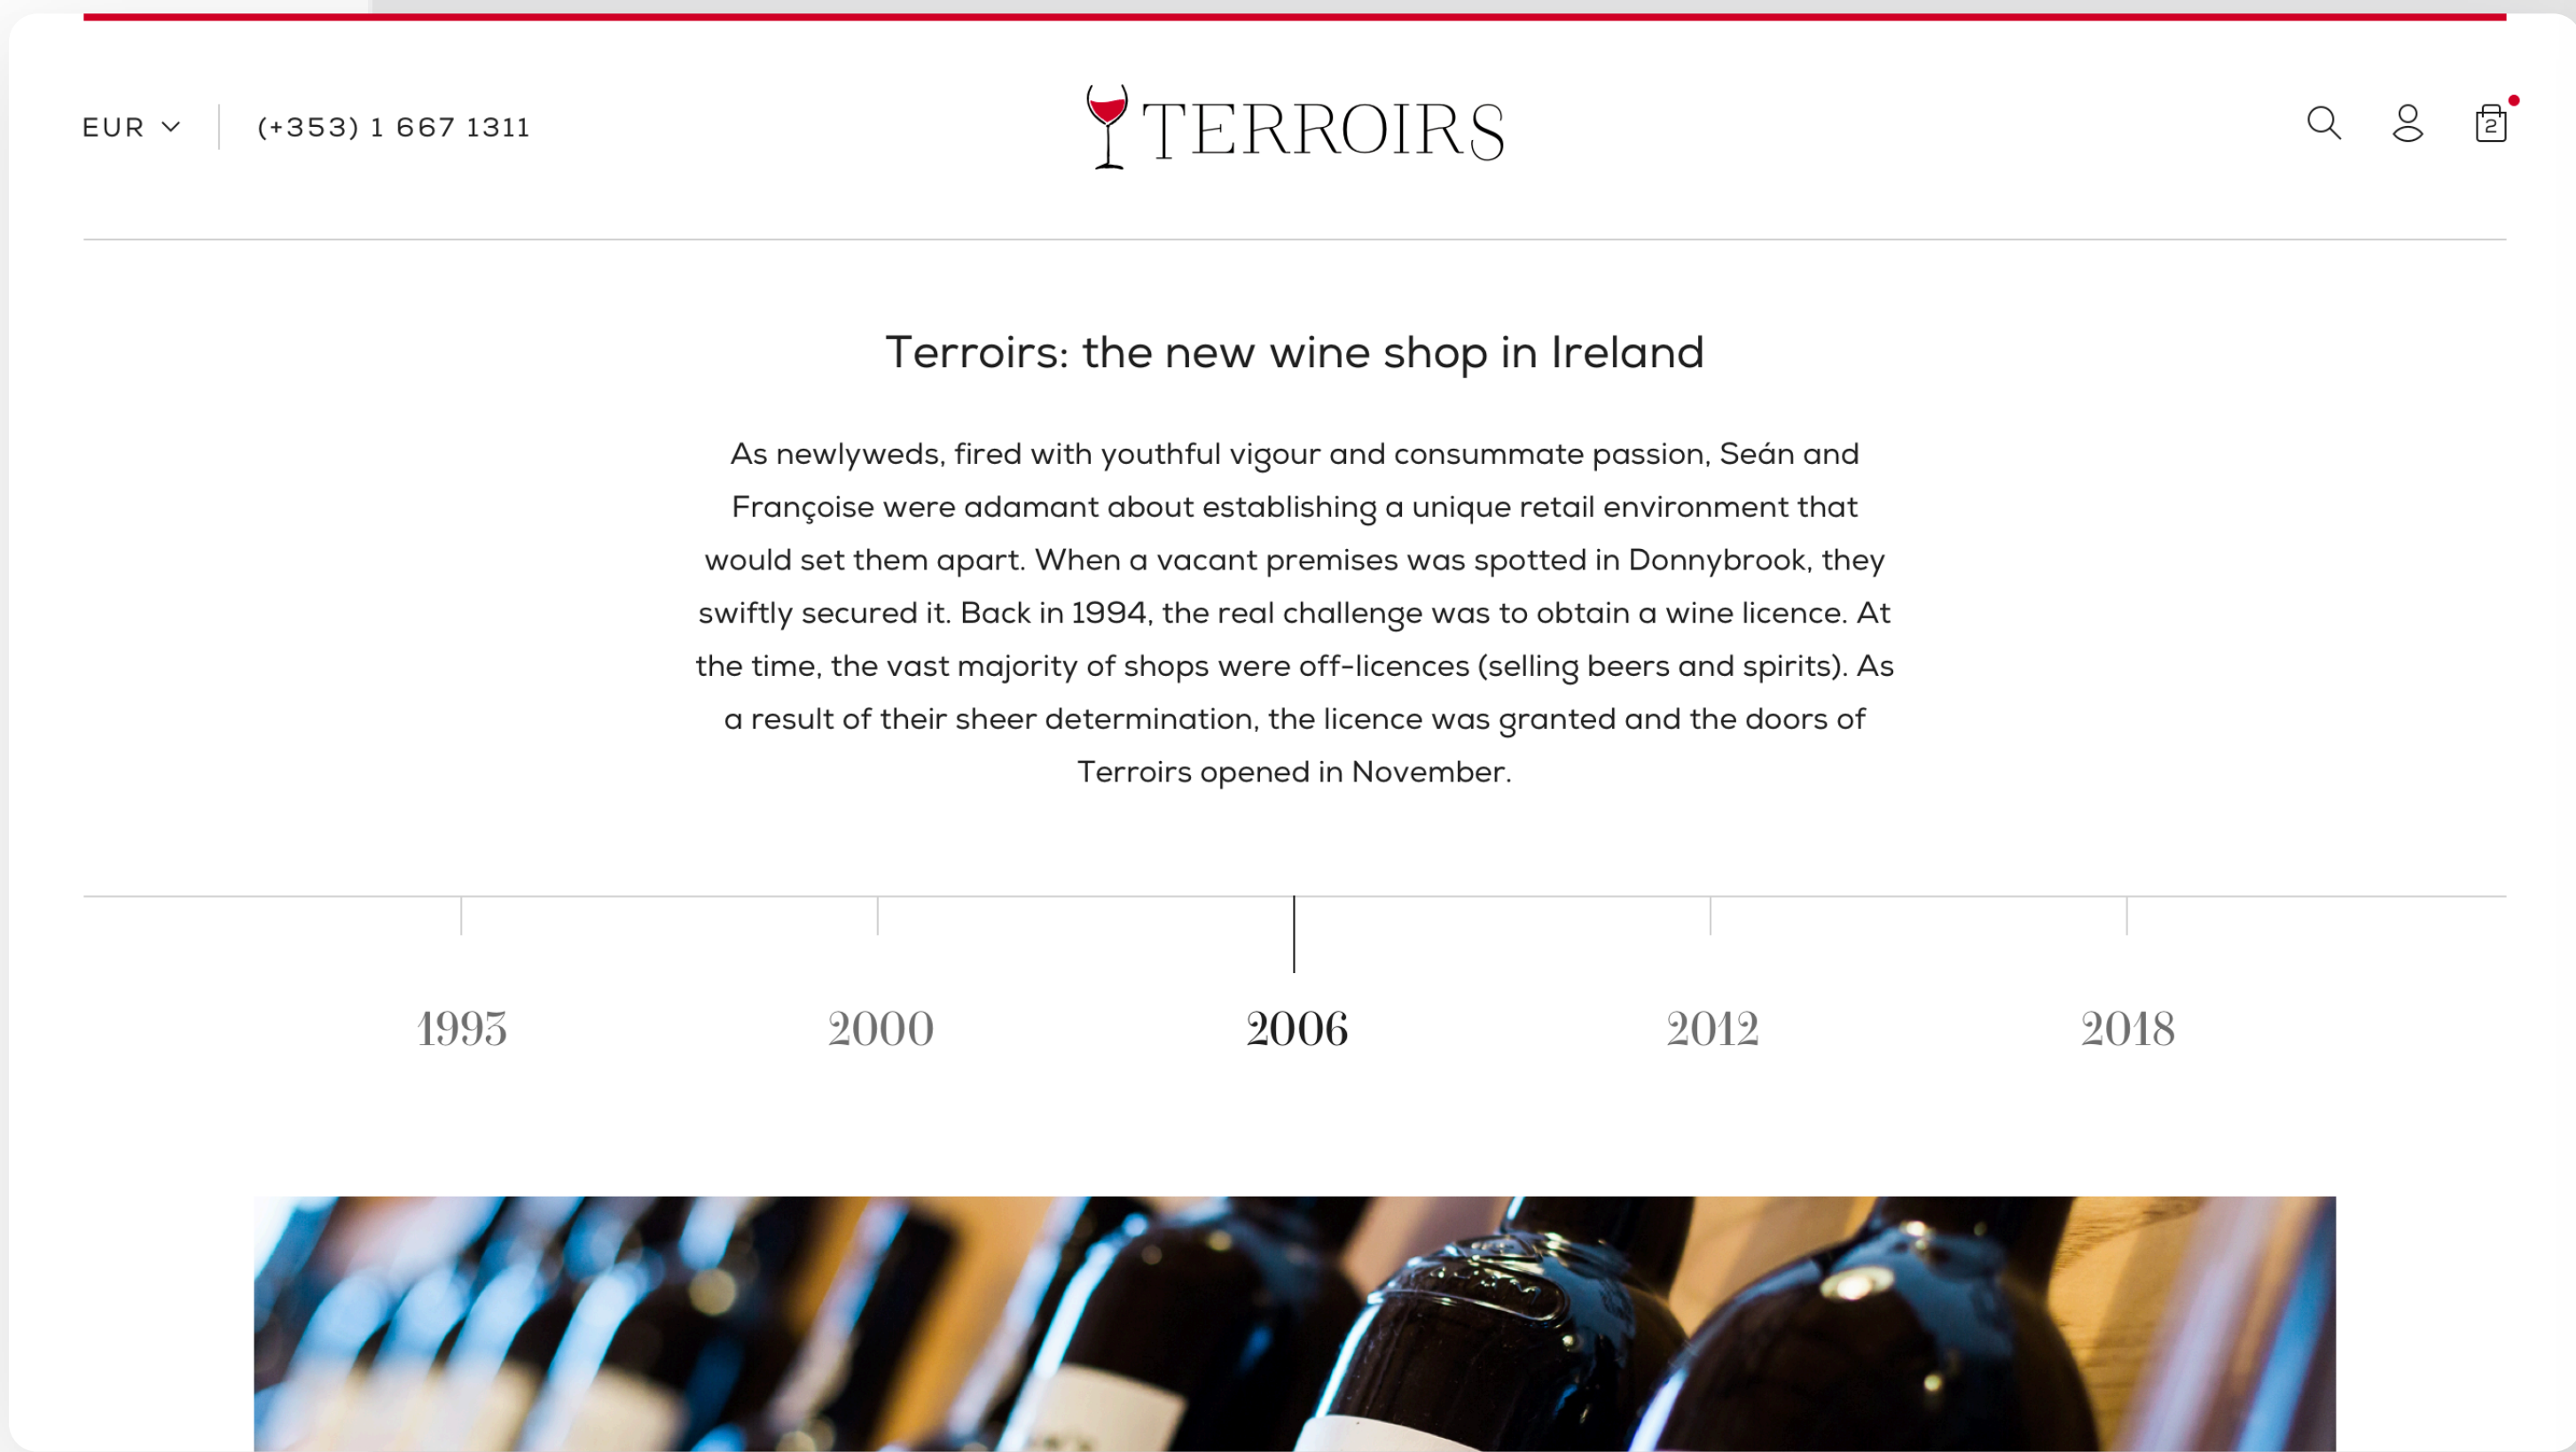 EUR
(+353) 1 667 1311
TERROIRS
2
Terroirs: the new wine shop in Ireland
As newlyweds, fired with youthful vigour and consummate passion, Seán and
Françoise were adamant about establishing a unique retail environment that
would set them apart. When a vacant premises was spotted in Donnybrook, they
swiftly secured it. Back in 1994, the real challenge was to obtain a wine licence. At
the time, the vast majority of shops were off-licences (selling beers and spirits). As
a result of their sheer determination, the licence was granted and the doors of
Terroirs opened in November.
1993
2000
2006
2012
2018